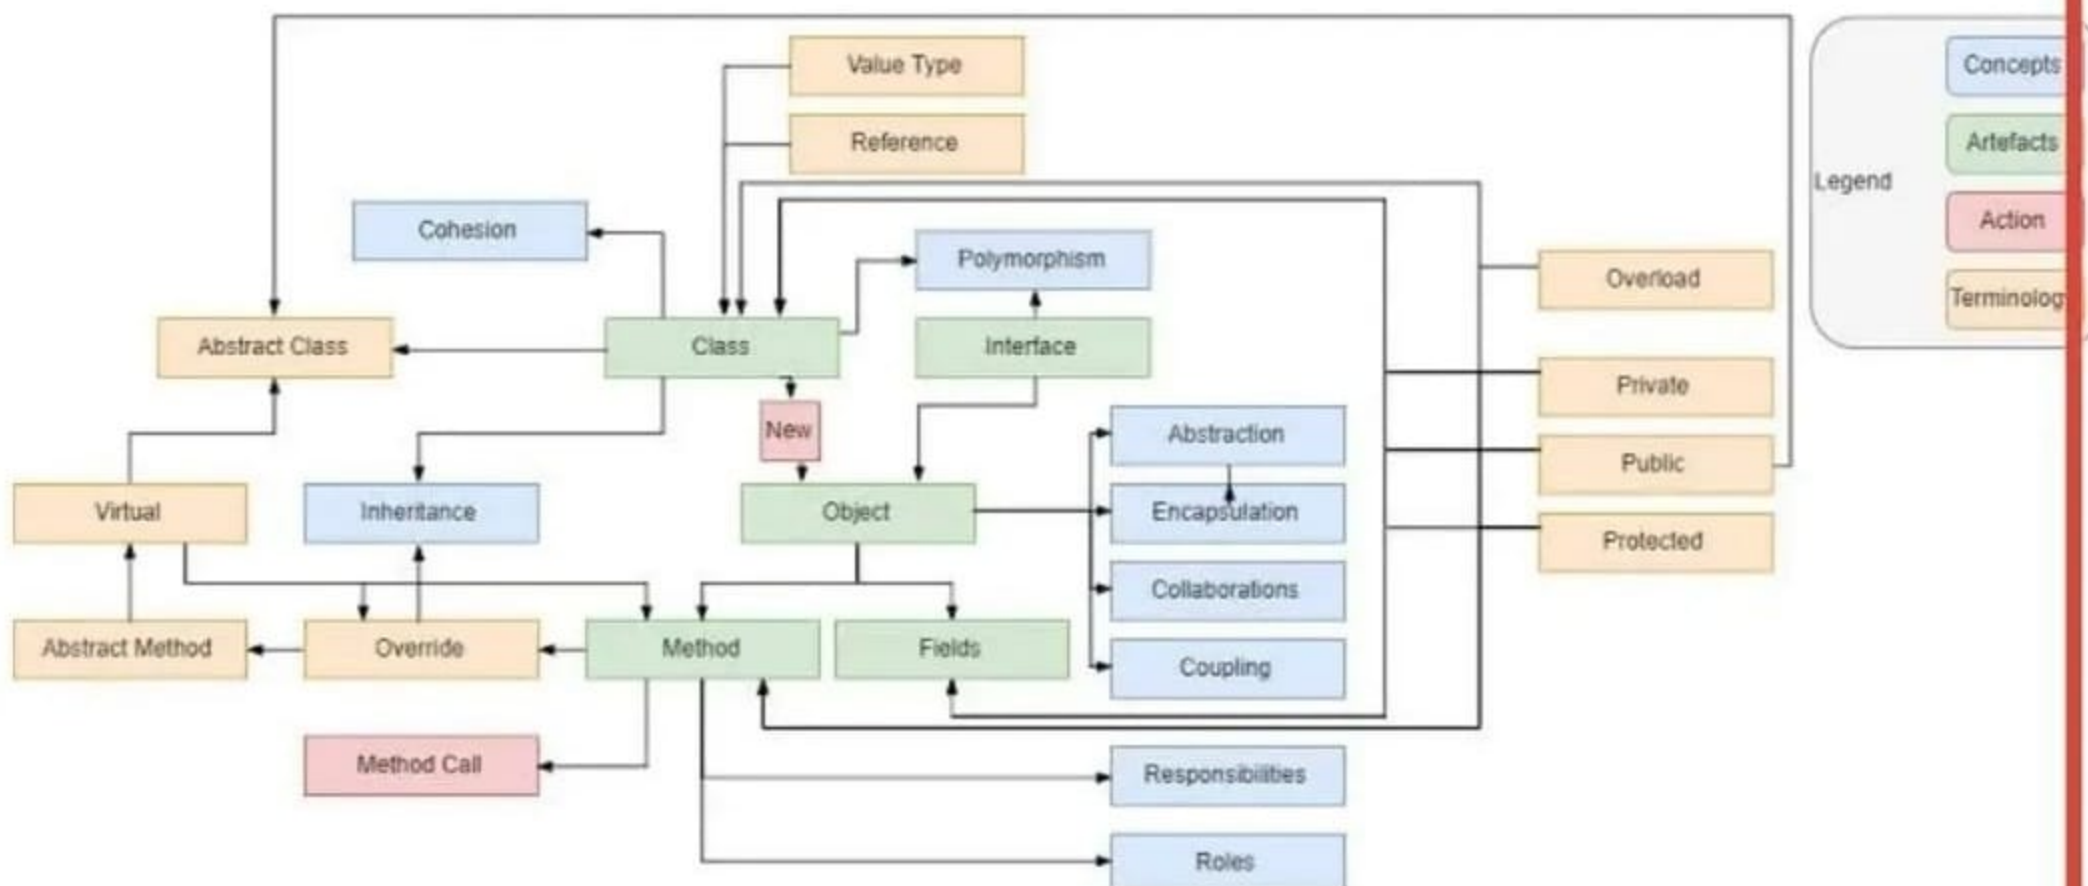 Value Type
Concepts
Reference
Artefacts
Legend
Cohesion
Action
Polymorphism
Overload
Terminolog
Abstract Class
Class
Interface
Private
New
Abstraction
Public
Virtual
Inheritance
Object
Encapsulation
Protected
Collaborations
Abstract Method
Override
Method
Fields
Coupling
Method Call
Responsibilities
Roles